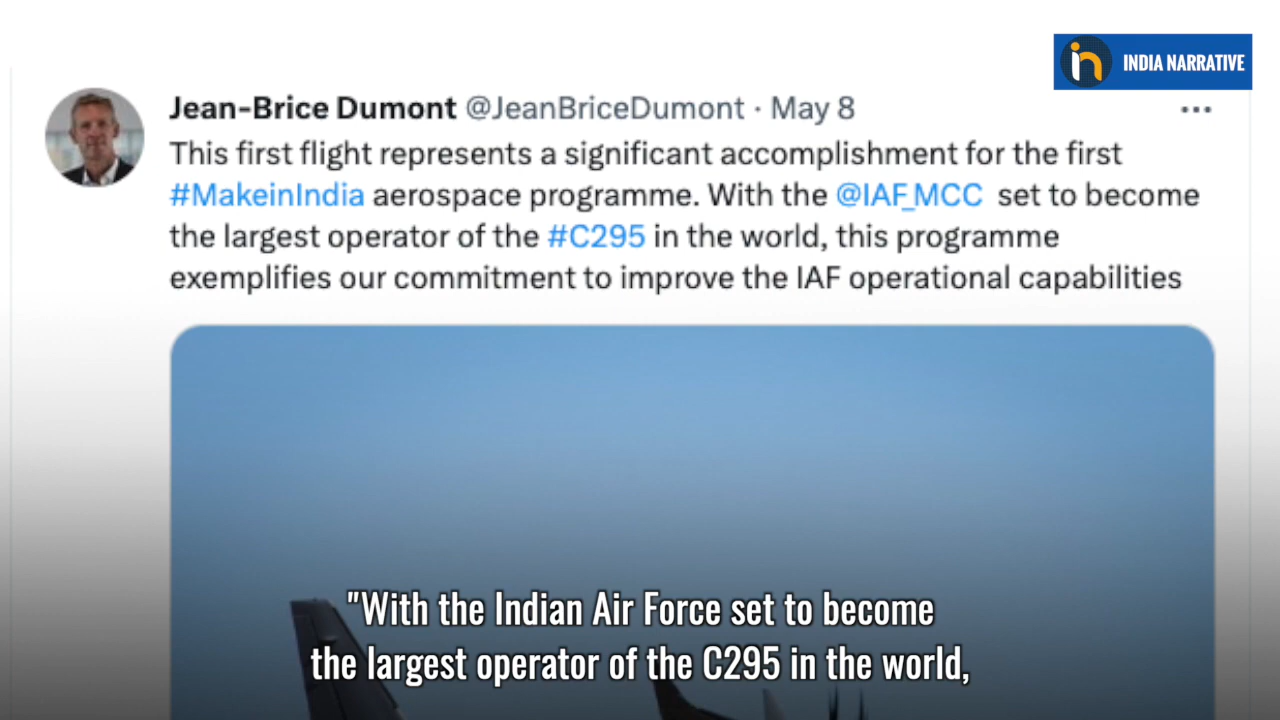 in INDIA NARRATIVE
Jean-Brice Dumont @JeanBriceDumont · May 8
This first flight represents a significant accomplishment for the first
#MakeinIndia aerospace programme. With the @IAF_MCC set to become
the largest operator of the #C295 in the world, this programme
exemplifies our commitment to improve the IAF operational capabilities
"With the Indian Air Force set to become
the largest operator of the C295 in the world,